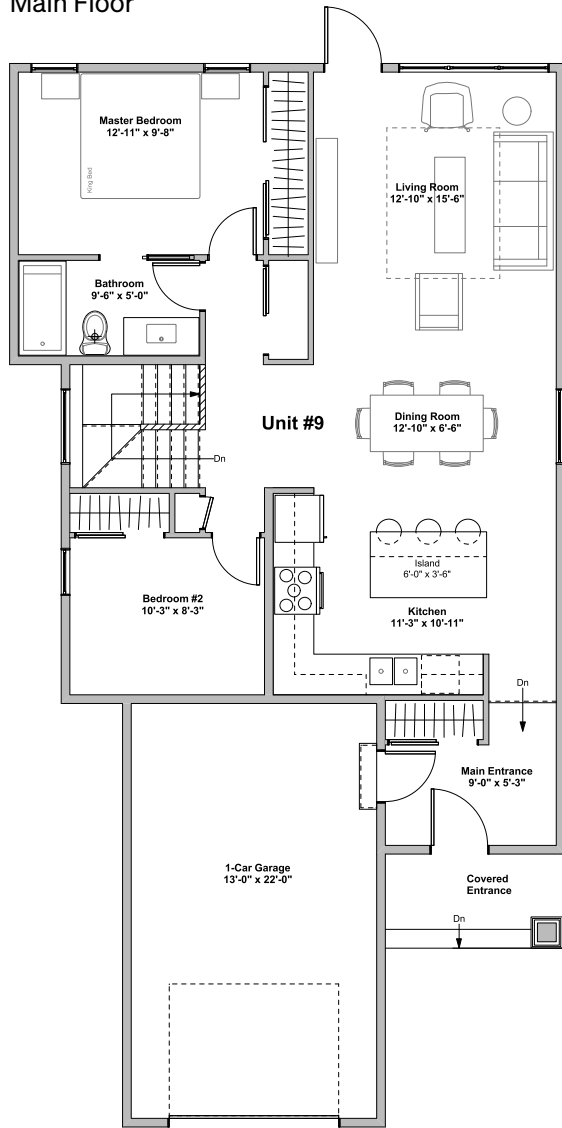 Main Floor
Master Bedroom
12'-11" x 9'-8"
King Bed
Living Room
12'-10" x 15'-6"
Bathroom
9'-6" x 5'-0"
Unit #9
Dining Room
12'-10" x 6'-6"
Dn
Island
6'-0" x 3'-6"
Bedroom #2
10'-3" x 8'-3"
Kitchen
11'-3" x 10'-11"
Dn
Main Entrance
9'-0" x 5'-3"
1-Car Garage
13'-0" x 22'-0"
Covered
Entrance
Dn